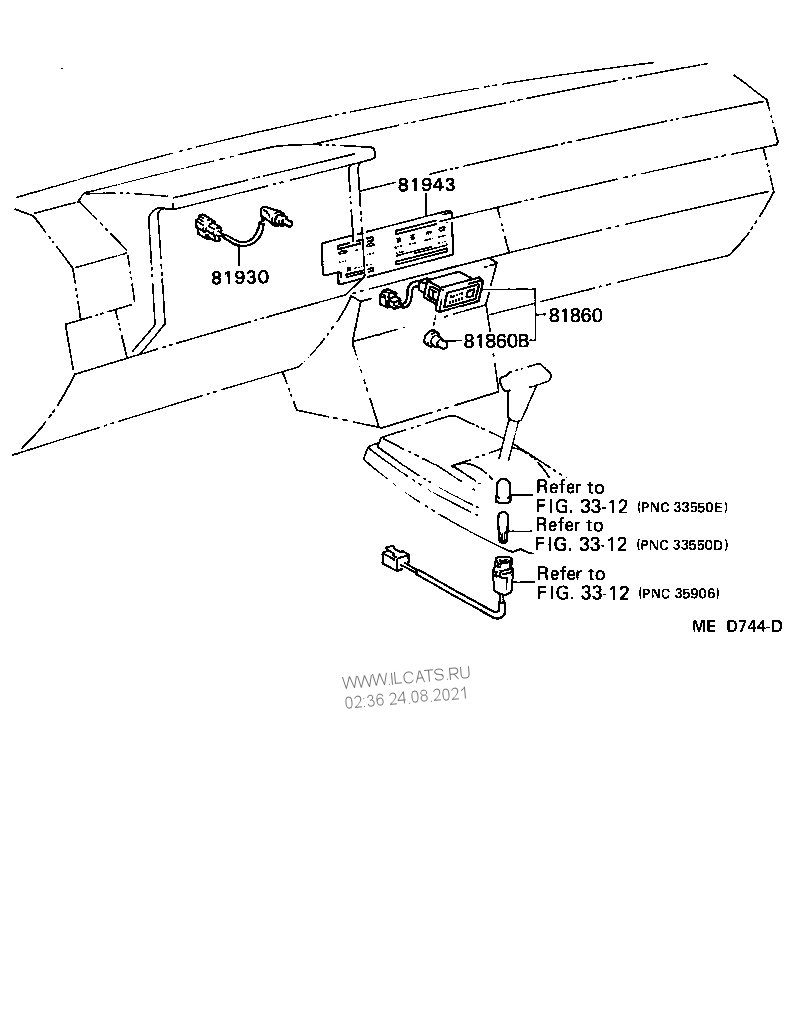 81943
81930
81860
81860B
Refer to
FIG. 33-12 (PNC 33550E)
Refer to
FIG. 33-12 (PNC 33550D)
Refer to
FIG. 33-12 (PNC 35906)
ME D744-D
WWW.ILCATS.RU
02:36 24.08.2021